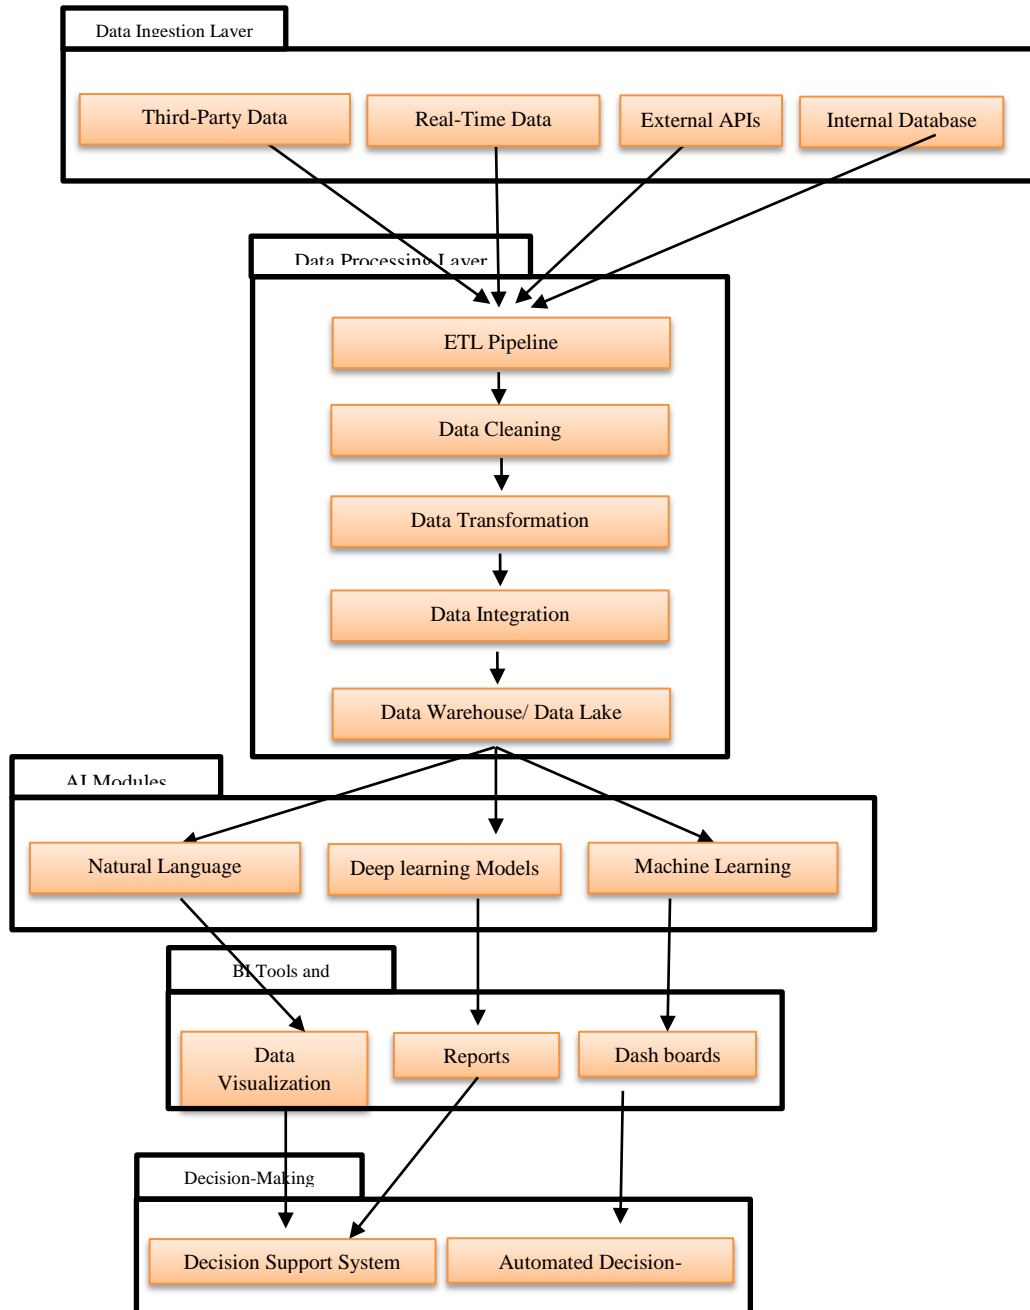 Data Ingestion Layer
Third-Party Data
Real-Time Data
External APIs
Internal Database
Data Processing Layer
ETL Pipeline
Data Cleaning
Data Transformation
Data Integration
Data Warehouse/ Data Lake
AI Modules
Natural Language
Deep learning Models
Machine Learning
BI Tools and
Data
Visualization
Reports
Dash boards
Decision-Making
Decision Support System
Automated Decision-